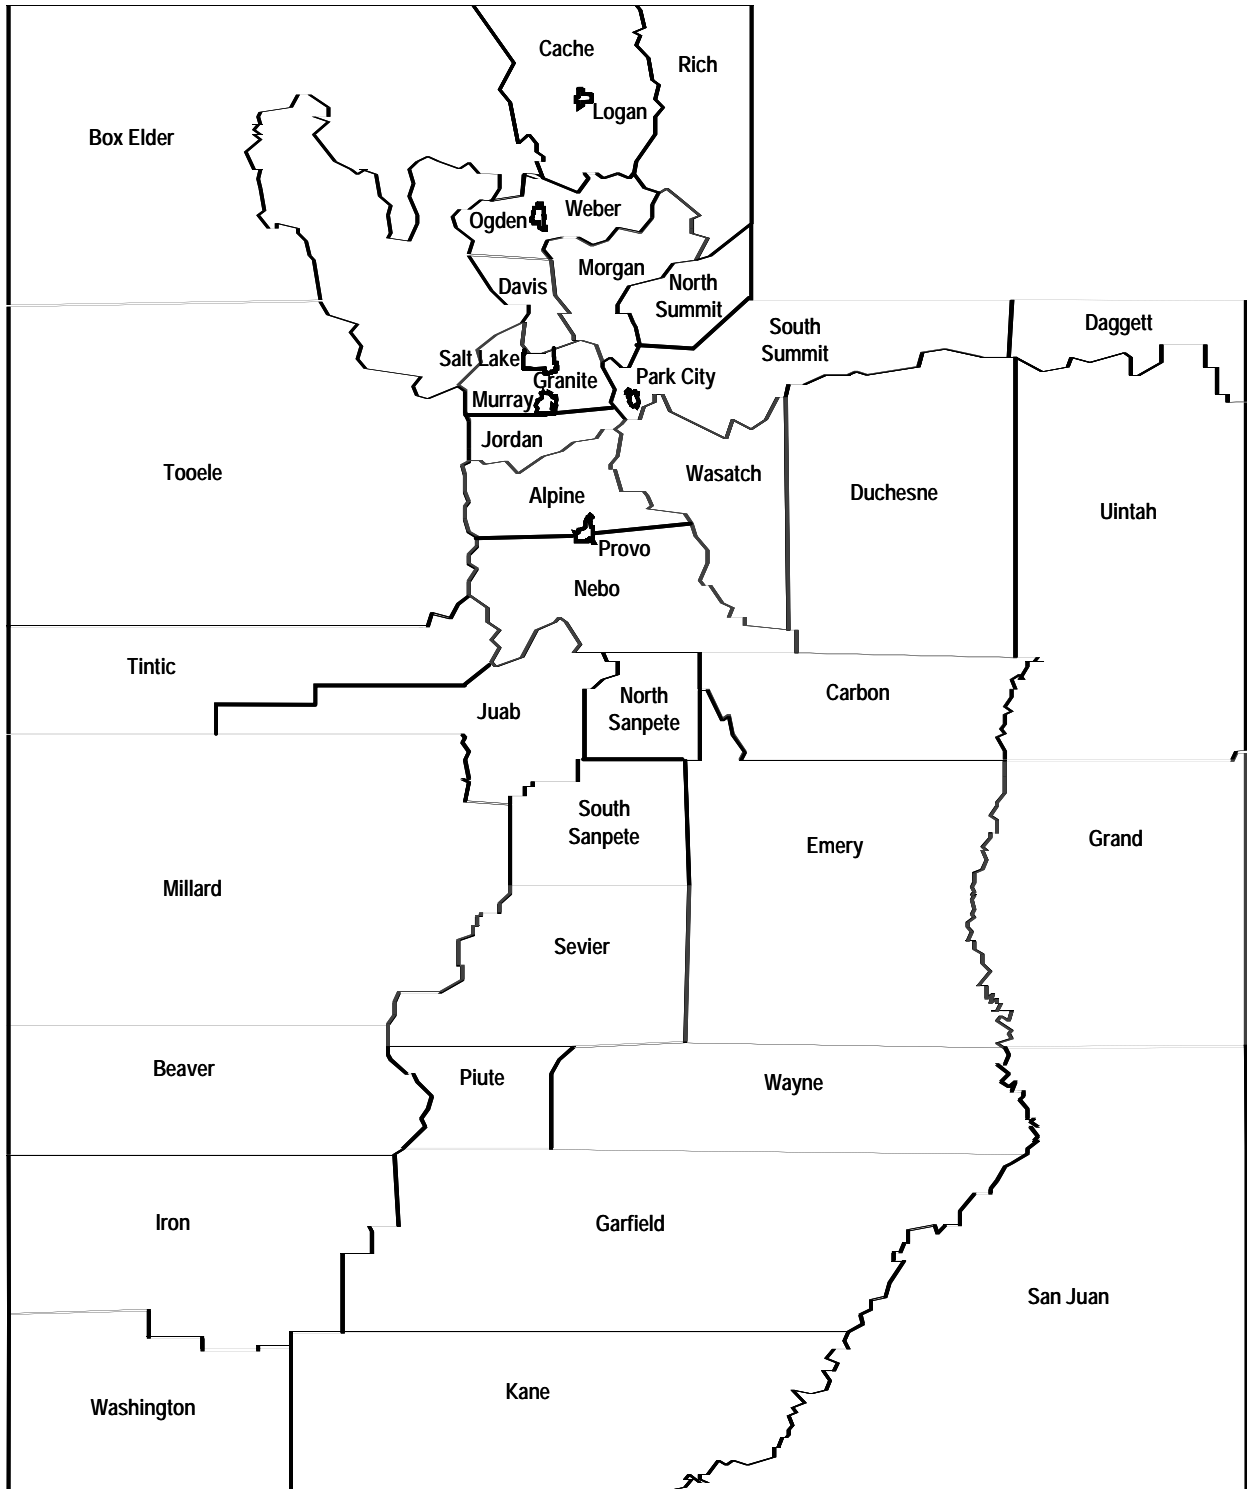 Cache
Rich
Logan
Box Elder
Weber
Ogden
Morgan
Davis
North
Summit
South
Summit
Daggett
Salt Lake
Granite
Park City
Murray
Jordan
Tooele
Wasatch
Alpine
Duchesne
Uintah
Provo
Nebo
Tintic
Juab
North
Sanpete
Carbon
South
Sanpete
Emery
Grand
Millard
Sevier
Beaver
Piute
Wayne
Iron
Garfield
San Juan
Washington
Kane